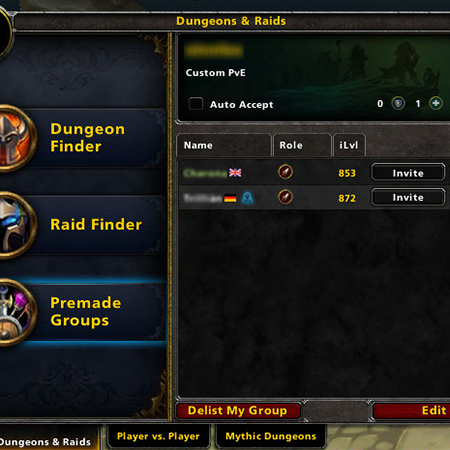 Dungeons & Raids
Custom PvE
Auto Accept
0 1
Dungeon
Finder
Name Role iLvl
853 Invite
872 Invite
Raid Finder
Premade
Groups
Delist My Group Edit
Dungeons & Raids Player vs. Player Mythic Dungeons